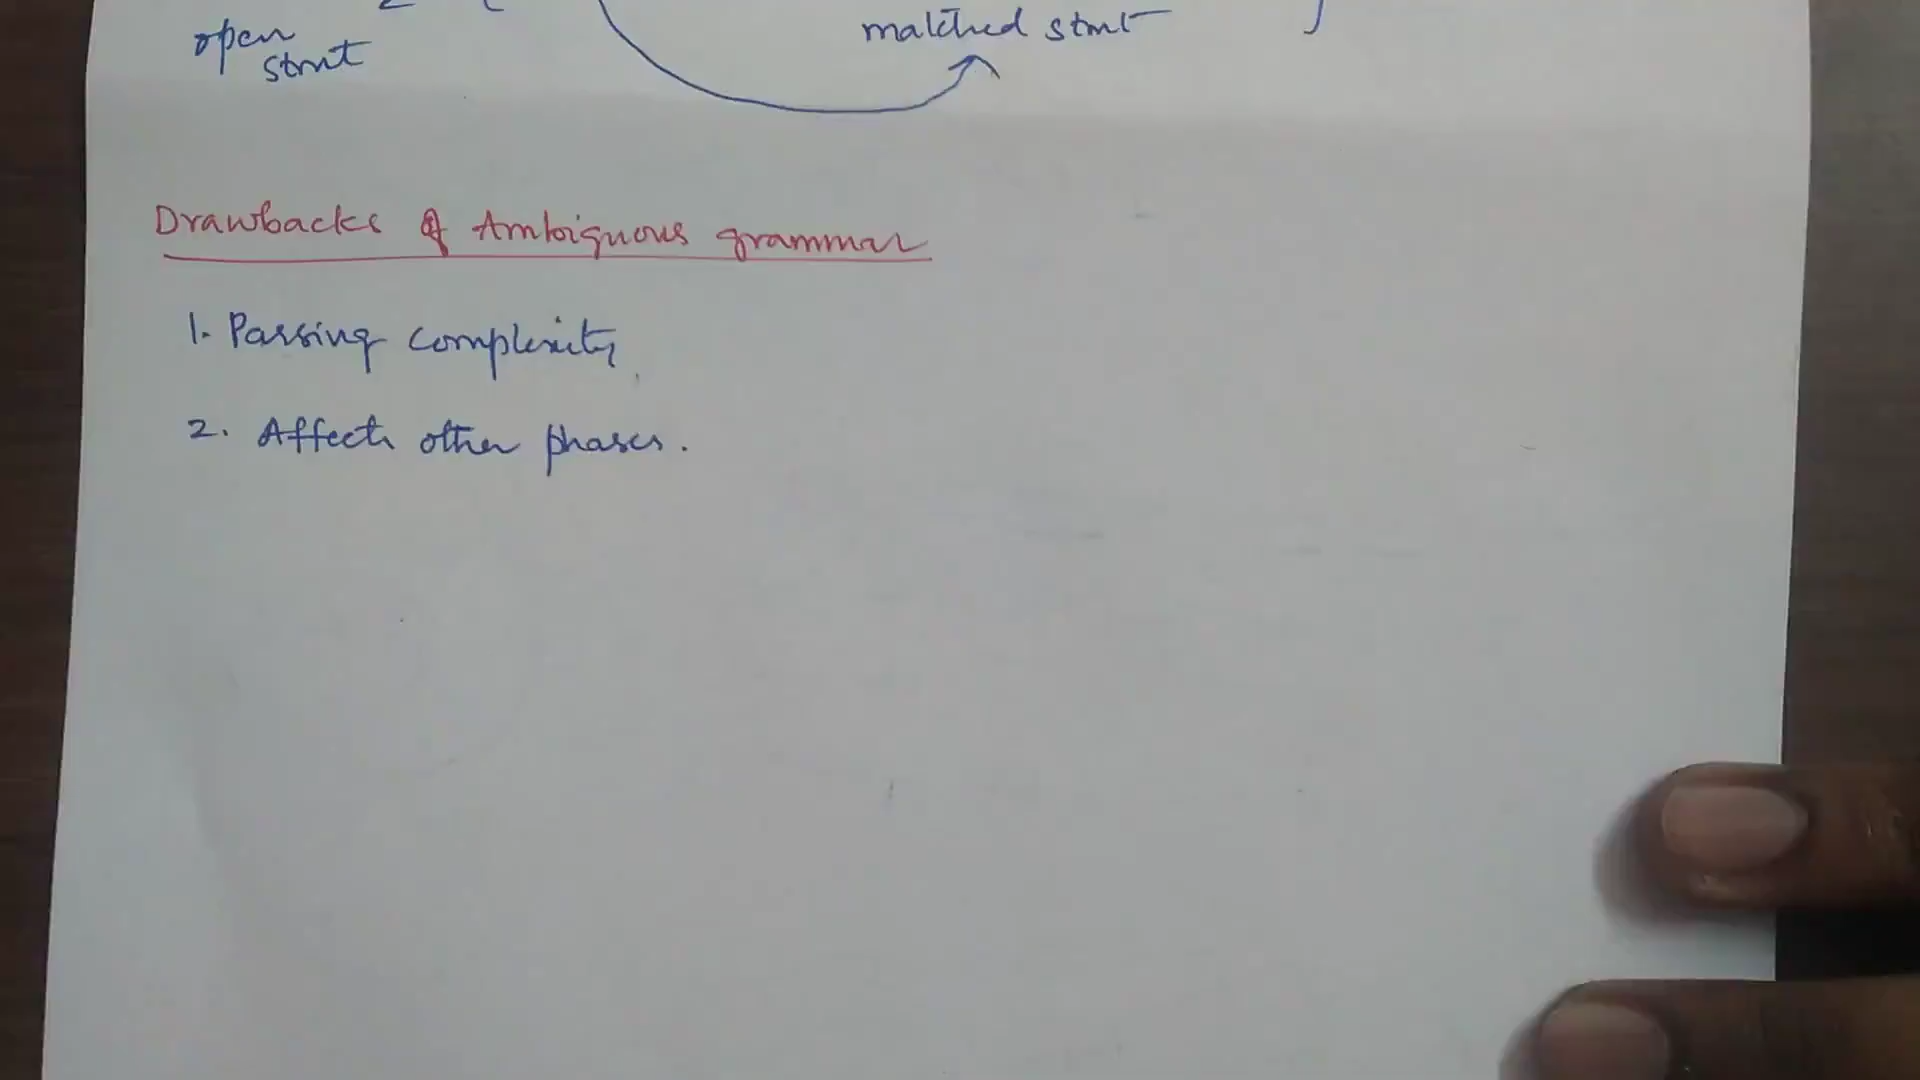 matched stmt }
open
stmt
Drawbacks of Ambiguous grammar
1. Parsing complexity
2. Affects other phases.